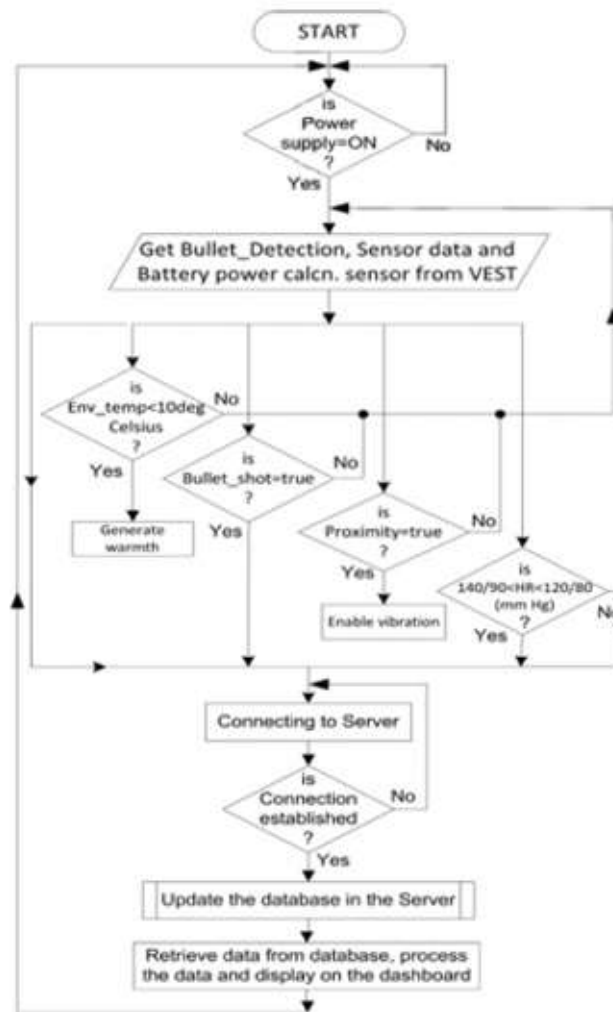 START
is
Power
supply=ON
?
No
Yes
Get Bullet_Detection, Sensor data and
Battery power calcn. sensor from VEST
is
Env_temp<10deg
Celsius
?
No
Yes
Generate
warmth
is
Bullet_shot=true
?
No
Yes
is
Proximity=true
?
No
Yes
Enable vibration
is
140/90<HR<120/80
(mm Hg)
?
No
Yes
Connecting to Server
is
Connection
established
?
No
Yes
Update the database in the Server
Retrieve data from database, process
the data and display on the dashboard